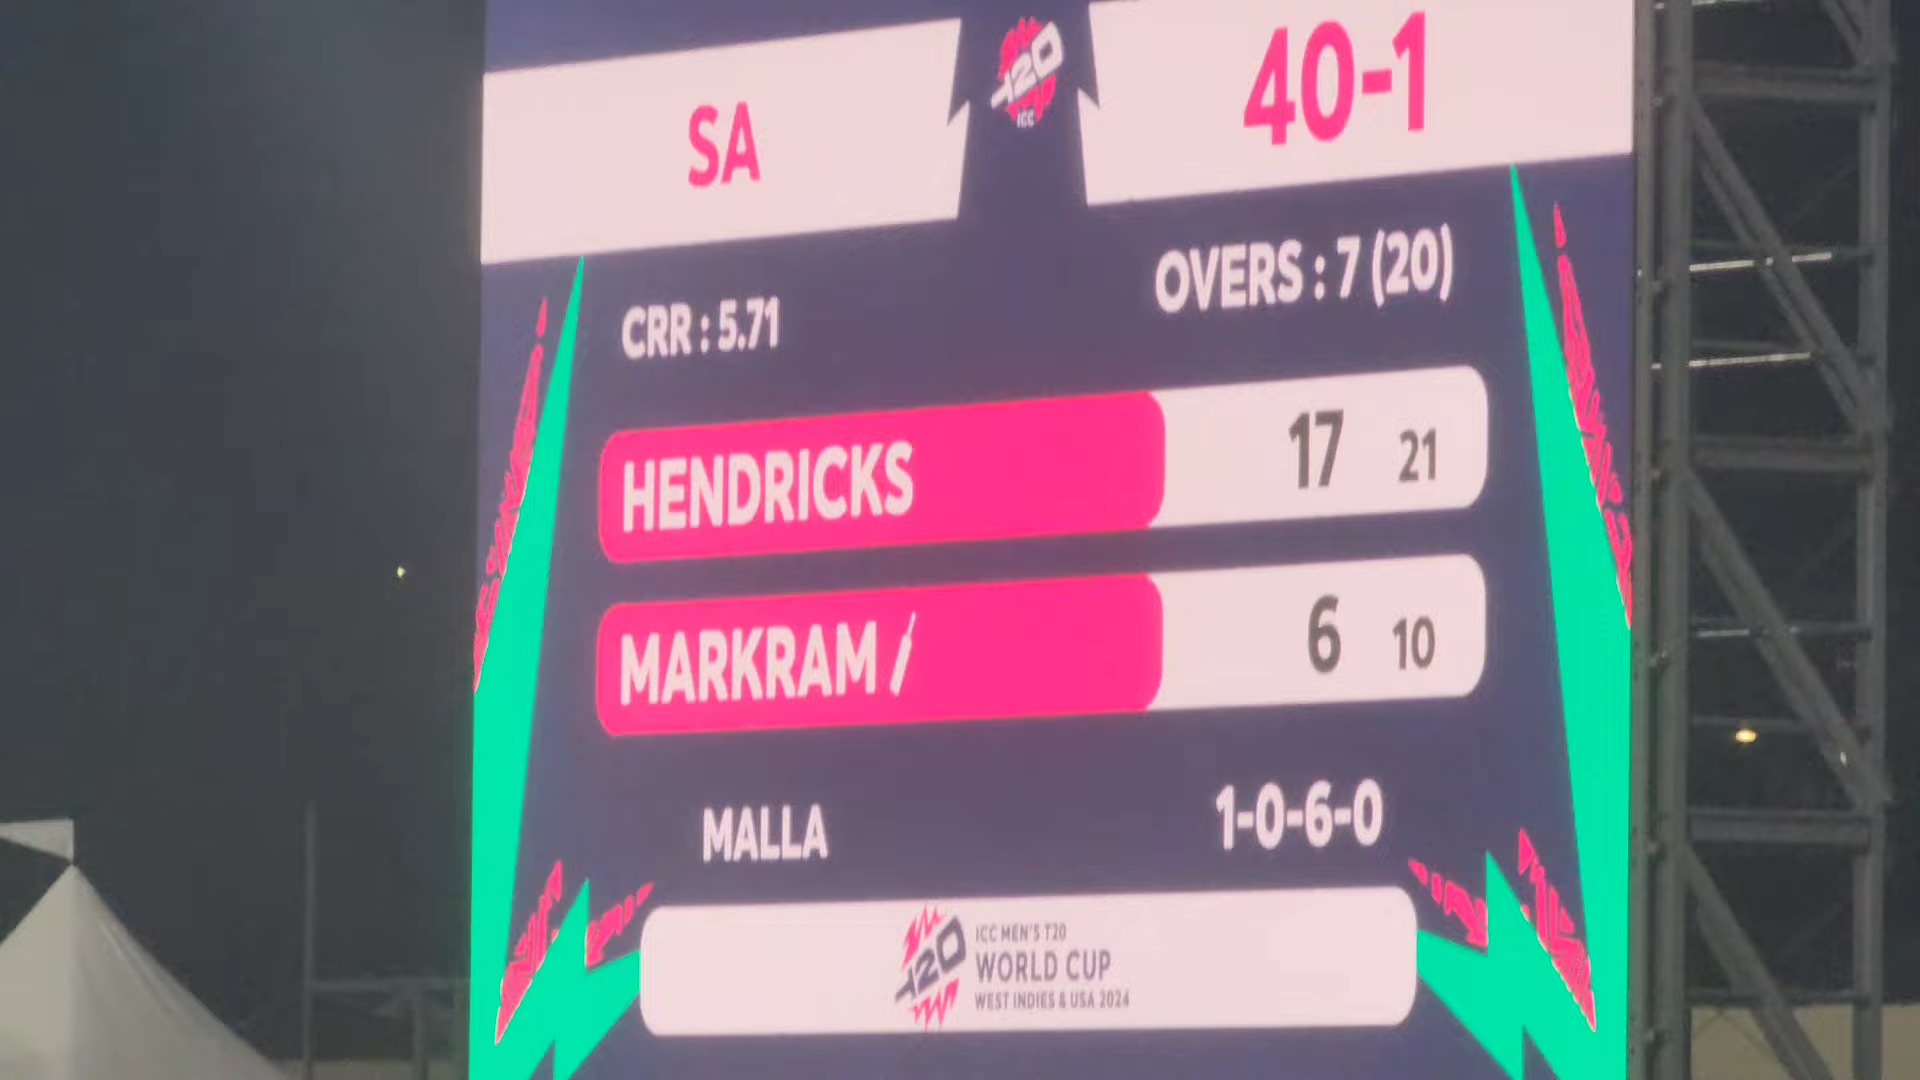 SA
T20
ICC
40-1
CRR : 5.71
OVERS : 7 (20)
HENDRICKS 17 21
MARKRAM 6 10
MALLA 1-0-6-0
T20
ICC MEN'S T20
WORLD CUP
WEST INDIES & USA 2024